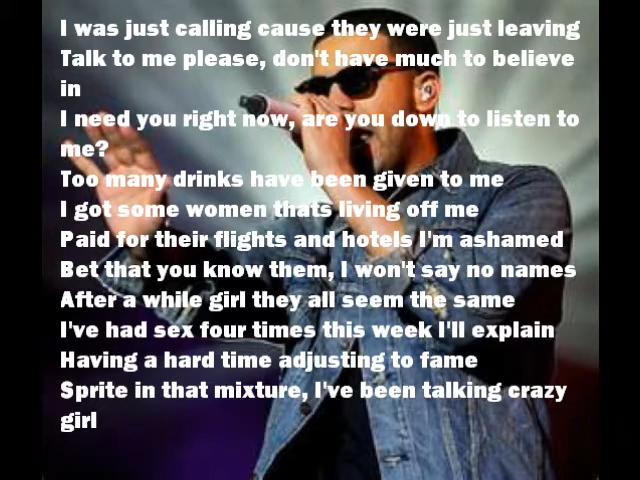 I was just calling cause they were just leaving
Talk to me please, don't have much to believe
in
I need you right now, are you down to listen to
me?
Too many drinks have been given to me
I got some women thats living off me
Paid for their flights and hotels I'm ashamed
Bet that you know them, I won't say no names
After a while girl they all seem the same
I've had sex four times this week I'll explain
Having a hard time adjusting to fame
Sprite in that mixture, I've been talking crazy
girl